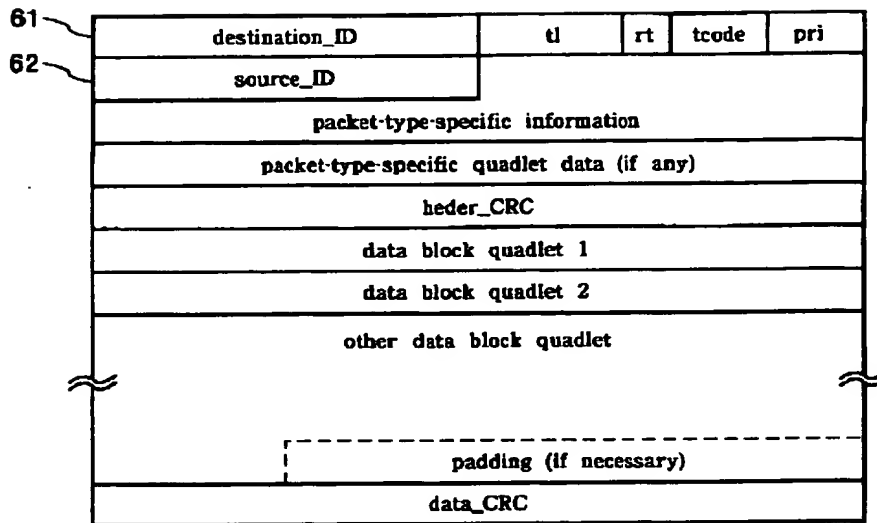 61 destination_ID tl rt tcode pri
62 source_ID
packet-type-specific information
packet-type-specific quadlet data (if any)
heder_CRC
data block quadlet 1
data block quadlet 2
other data block quadlet
padding (if necessary)
data_CRC